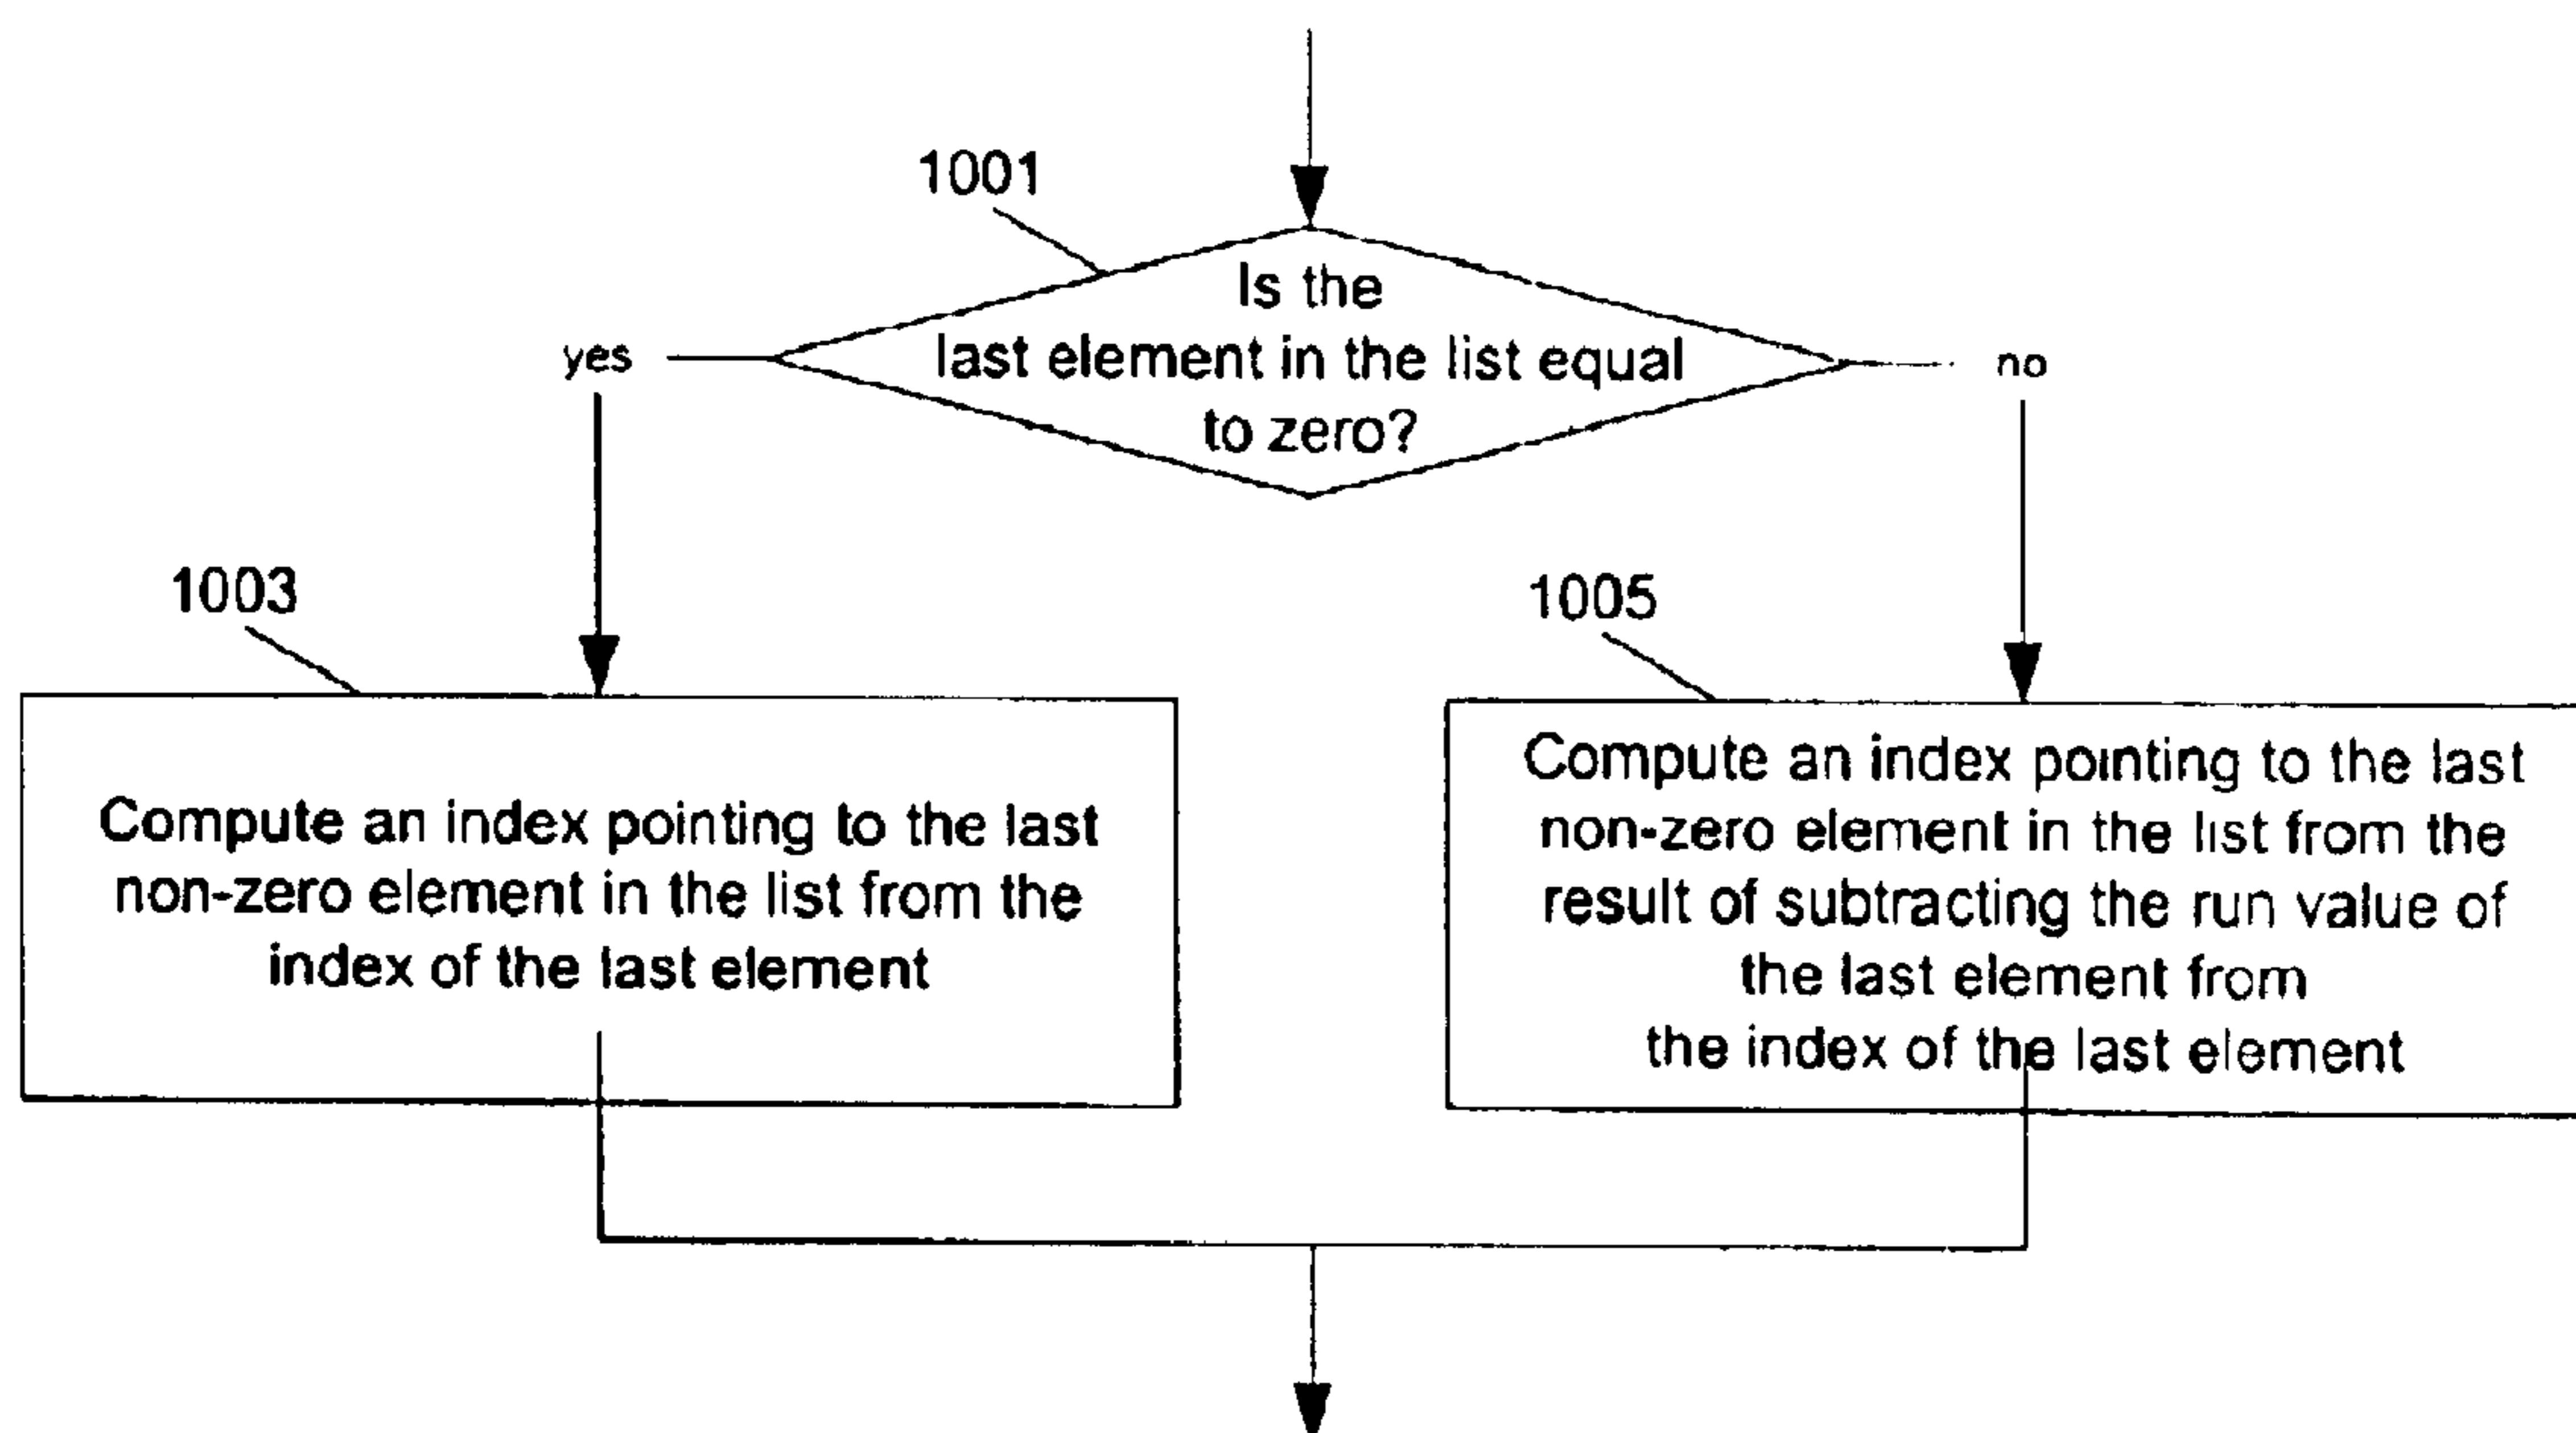 1001
Is the
last element in the list equal
to zero?
yes
no
1003
Compute an index pointing to the last
non-zero element in the list from the
index of the last element
1005
Compute an index pointing to the last
non-zero element in the list from the
result of subtracting the run value of
the last element from
the index of the last element